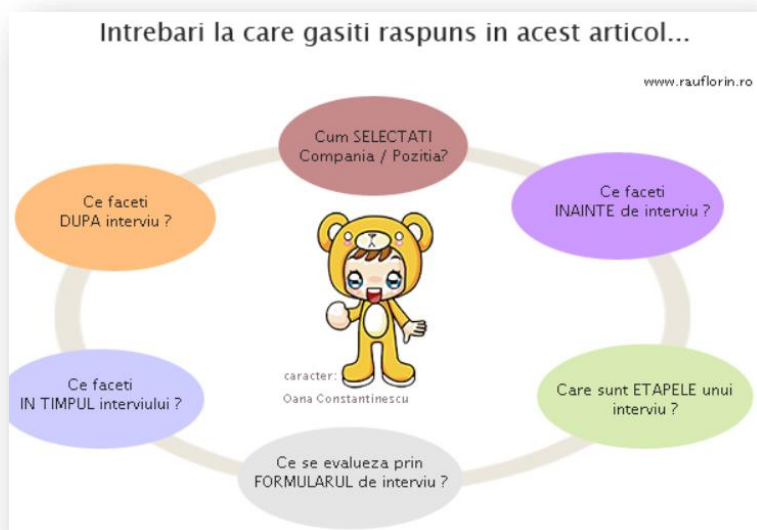 Intrebari la care gasiti raspuns in acest articol...
www.rauflorin.ro
Cum SELECTATI
Compania / Pozitia?
Ce faceti
INAINTE de interviu ?
Care sunt ETAPELE unui
interviu ?
Ce se evalueza prin
FORMULARUL de interviu ?
Ce faceti
IN TIMPUL interviului ?
Ce faceti
DUPA interviu ?
caracter:
Oana Constantinescu